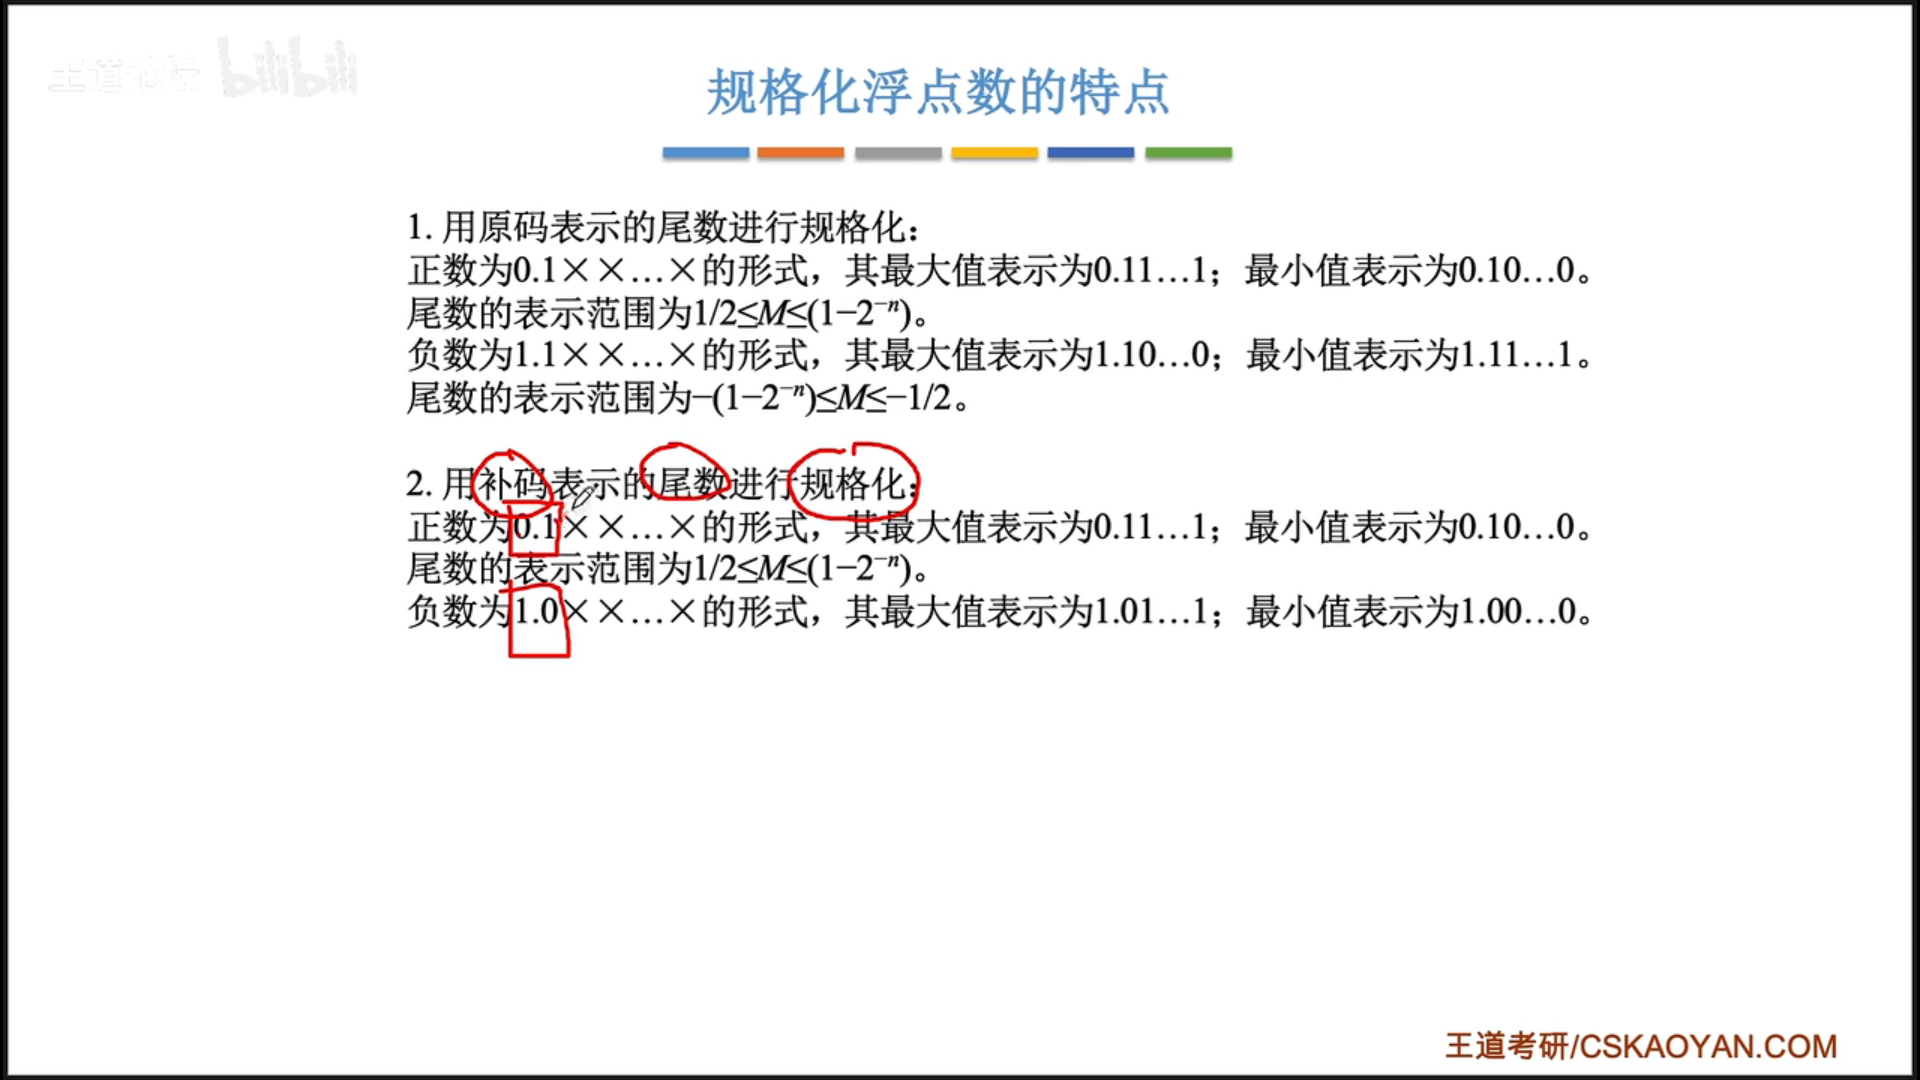 王道论坛 bilibili
规格化浮点数的特点
1. 用原码表示的尾数进行规格化：
正数为0.1××…×的形式，其最大值表示为0.11…1；最小值表示为0.10…0。
尾数的表示范围为1/2≤M≤(1−2⁻ⁿ)。
负数为1.1××…×的形式，其最大值表示为1.10…0；最小值表示为1.11…1。
尾数的表示范围为−(1−2⁻ⁿ)≤M≤−1/2。
2. 用补码表示的尾数进行规格化：
正数为0.1××…×的形式，其最大值表示为0.11…1；最小值表示为0.10…0。
尾数的表示范围为1/2≤M≤(1−2⁻ⁿ)。
负数为1.0××…×的形式，其最大值表示为1.01…1；最小值表示为1.00…0。
王道考研/CSKAOYAN.COM